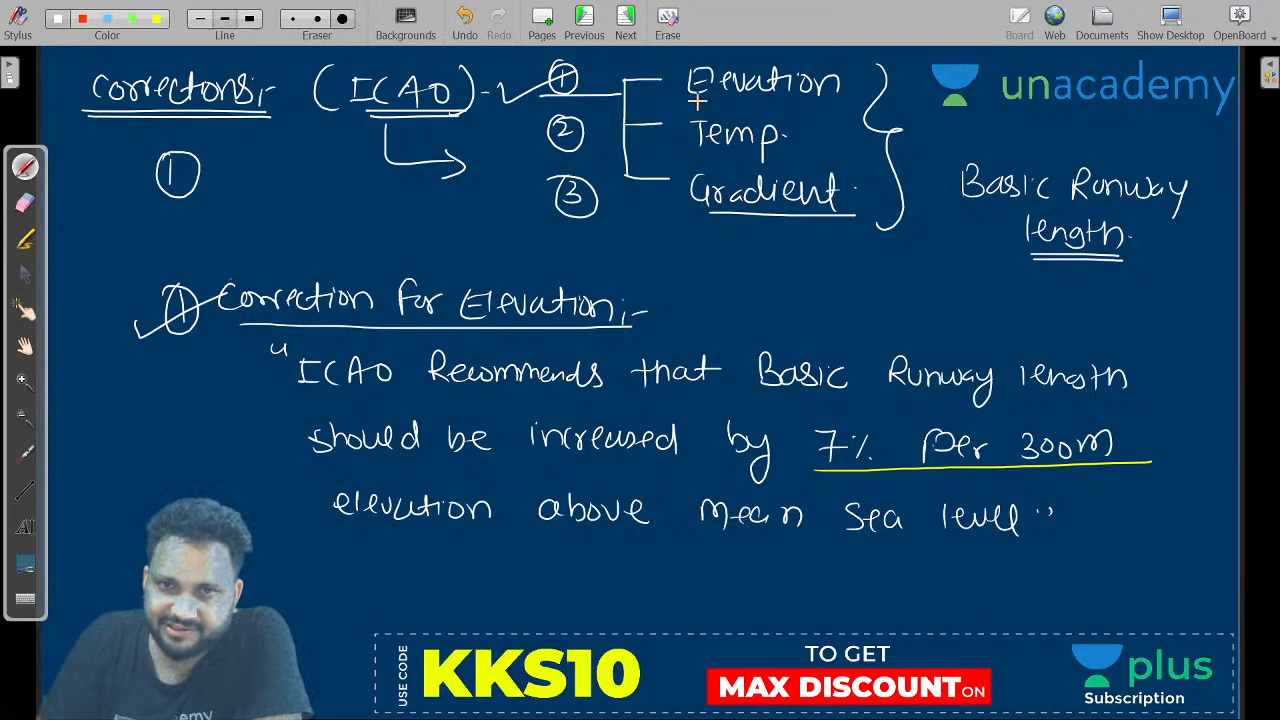 Stylus
Color
Line
Eraser
Backgrounds
Undo
Redo
Pages
Previous
Next
Erase
Board
Web
Documents
Show Desktop
OpenBoard
Corrections:- (ICAO) - ① Elevation
② Temp.
③ Gradient.
①
Basic Runway
length.
unacademy
① Correction for Elevation:-
"ICAO Recommends that Basic Runway length
should be increased by 7% per 300m
elevation above mean sea level"
USE CODE
KKS10
TO GET
MAX DISCOUNT ON
plus
Subscription